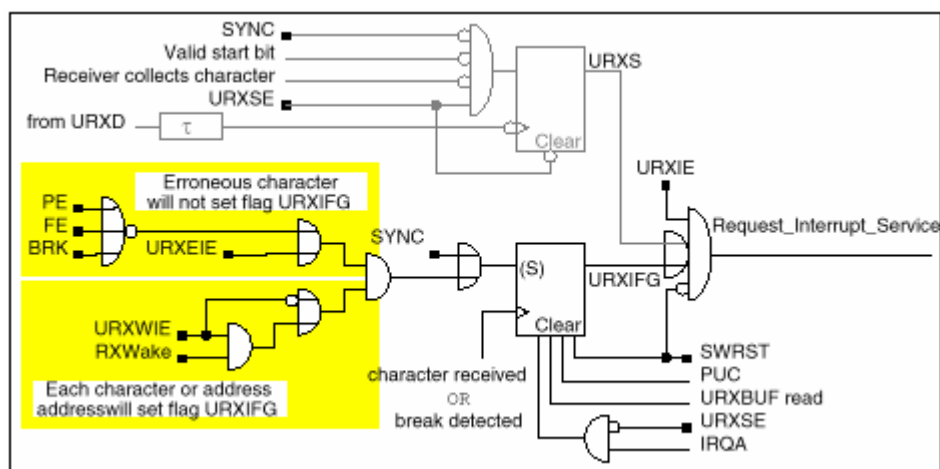 SYNC
Valid start bit
Receiver collects character
URXSE
from URXD
τ
Clear
URXS
URXIE
Request_Interrupt_Service
Erroneous character
will not set flag URXIFG
PE
FE
BRK
URXEIE
SYNC
(S)
URXIFG
Clear
URXWIE
RXWake
Each character or address
addresswill set flag URXIFG
character received
OR
break detected
SWRST
PUC
URXBUF read
URXSE
IRQA